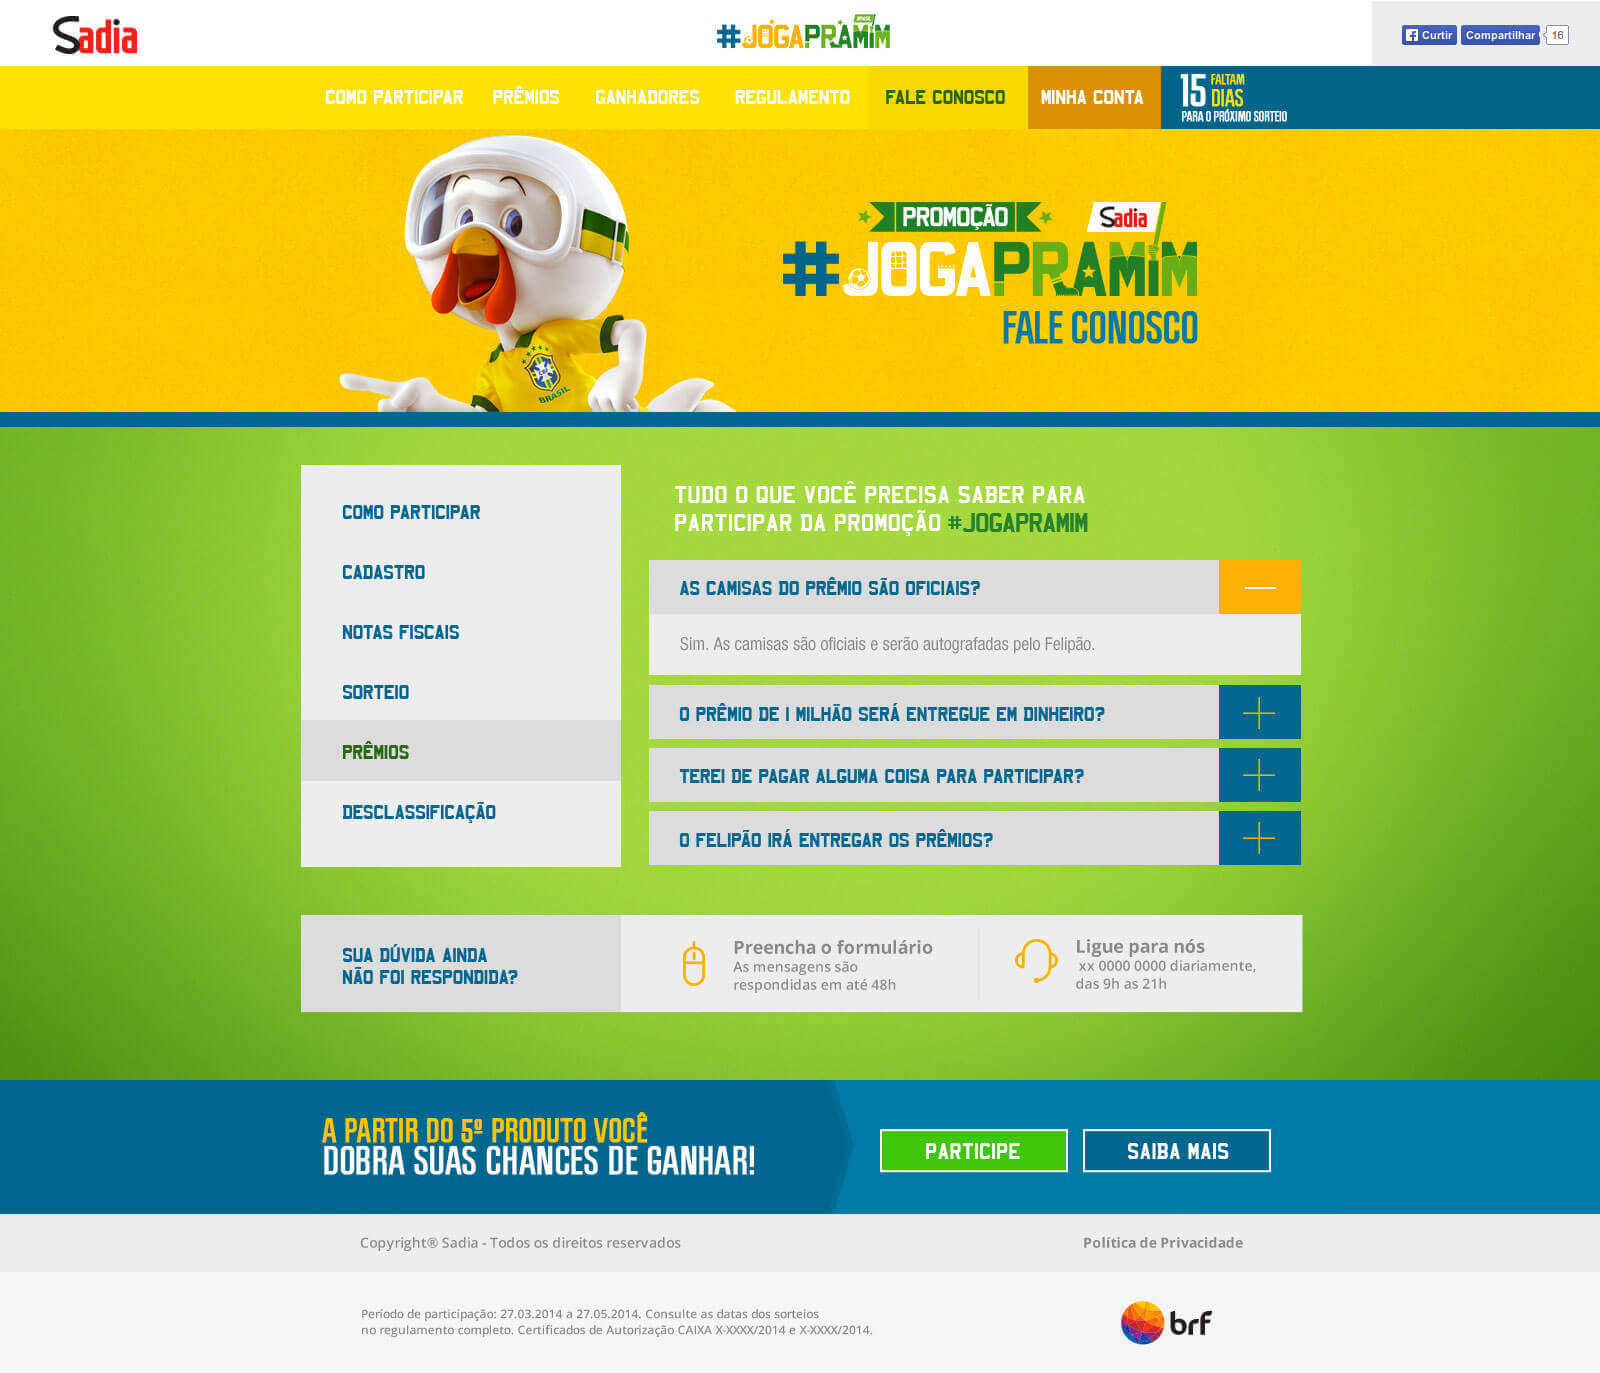 Sadia
BRASIL
#JOGAPRAMIM
Curtir
Compartilhar
16
COMO PARTICIPAR
PRÊMIOS
GANHADORES
REGULAMENTO
FALE CONOSCO
MINHA CONTA
15 FALTAM DIAS
PARA O PRÓXIMO SORTEIO
PROMOÇÃO
Sadia
#JOGAPRAMIM
FALE CONOSCO
CBF
BRASIL
COMO PARTICIPAR
CADASTRO
NOTAS FISCAIS
SORTEIO
PRÊMIOS
DESCLASSIFICAÇÃO
TUDO O QUE VOCÊ PRECISA SABER PARA
PARTICIPAR DA PROMOÇÃO #JOGAPRAMIM
AS CAMISAS DO PRÊMIO SÃO OFICIAIS?
Sim. As camisas são oficiais e serão autografadas pelo Felipão.
O PRÊMIO DE 1 MILHÃO SERÁ ENTREGUE EM DINHEIRO?
TEREI DE PAGAR ALGUMA COISA PARA PARTICIPAR?
O FELIPÃO IRÁ ENTREGAR OS PRÊMIOS?
SUA DÚVIDA AINDA
NÃO FOI RESPONDIDA?
Preencha o formulário
As mensagens são
respondidas em até 48h
Ligue para nós
xx 0000 0000 diariamente,
das 9h as 21h
A PARTIR DO 5º PRODUTO VOCÊ
DOBRA SUAS CHANCES DE GANHAR!
PARTICIPE
SAIBA MAIS
Copyright® Sadia - Todos os direitos reservados
Política de Privacidade
Período de participação: 27.03.2014 a 27.05.2014. Consulte as datas dos sorteios
no regulamento completo. Certificados de Autorização CAIXA X-XXXX/2014 e X-XXXX/2014.
brf